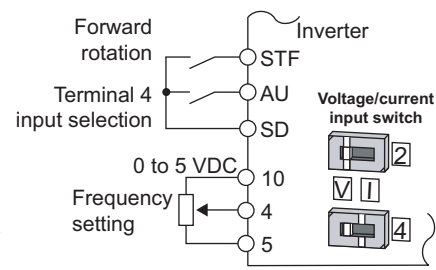 Forward
rotation
Inverter
STF
Terminal 4
input selection
AU
SD
Voltage/current
input switch
2
V I
4
0 to 5 VDC
10
Frequency
setting
4
5